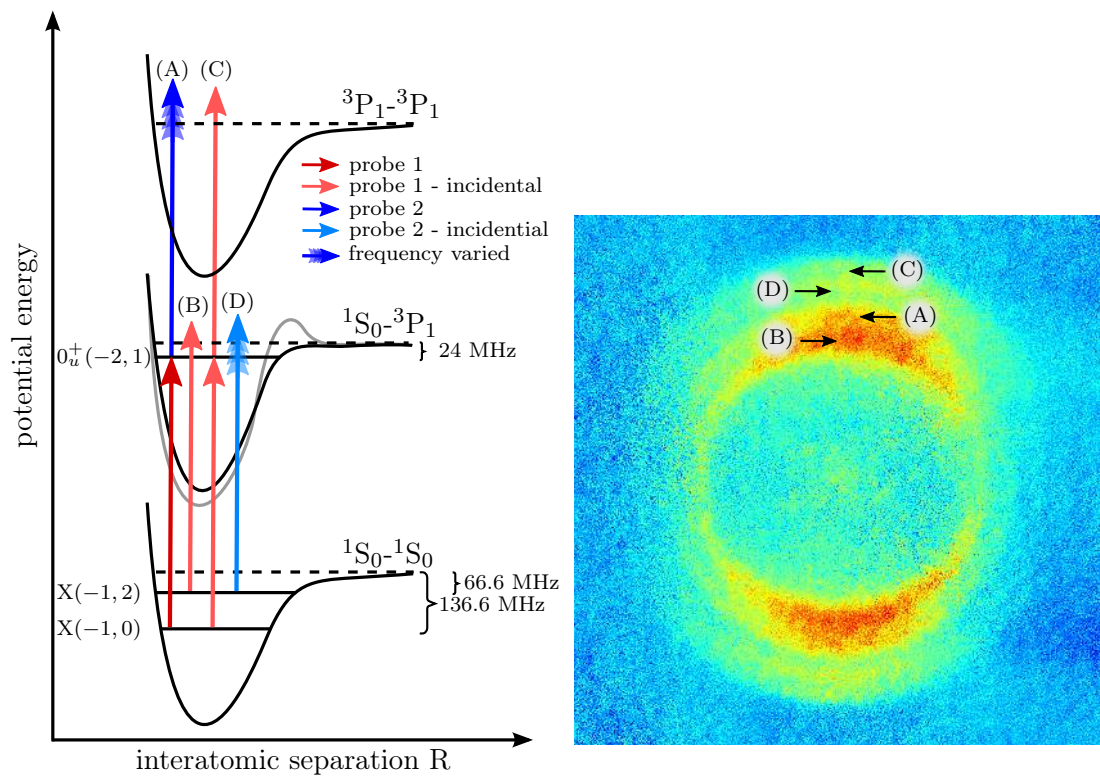 (A)
(C)
³P₁-³P₁
probe 1
probe 1 - incidental
probe 2
probe 2 - incidential
frequency varied
(B)
(D)
¹S₀-³P₁
0ᵤ⁺(−2, 1)
24 MHz
¹S₀-¹S₀
X(−1, 2)
66.6 MHz
136.6 MHz
X(−1, 0)
potential energy
interatomic separation R
(C)
(D)
(A)
(B)